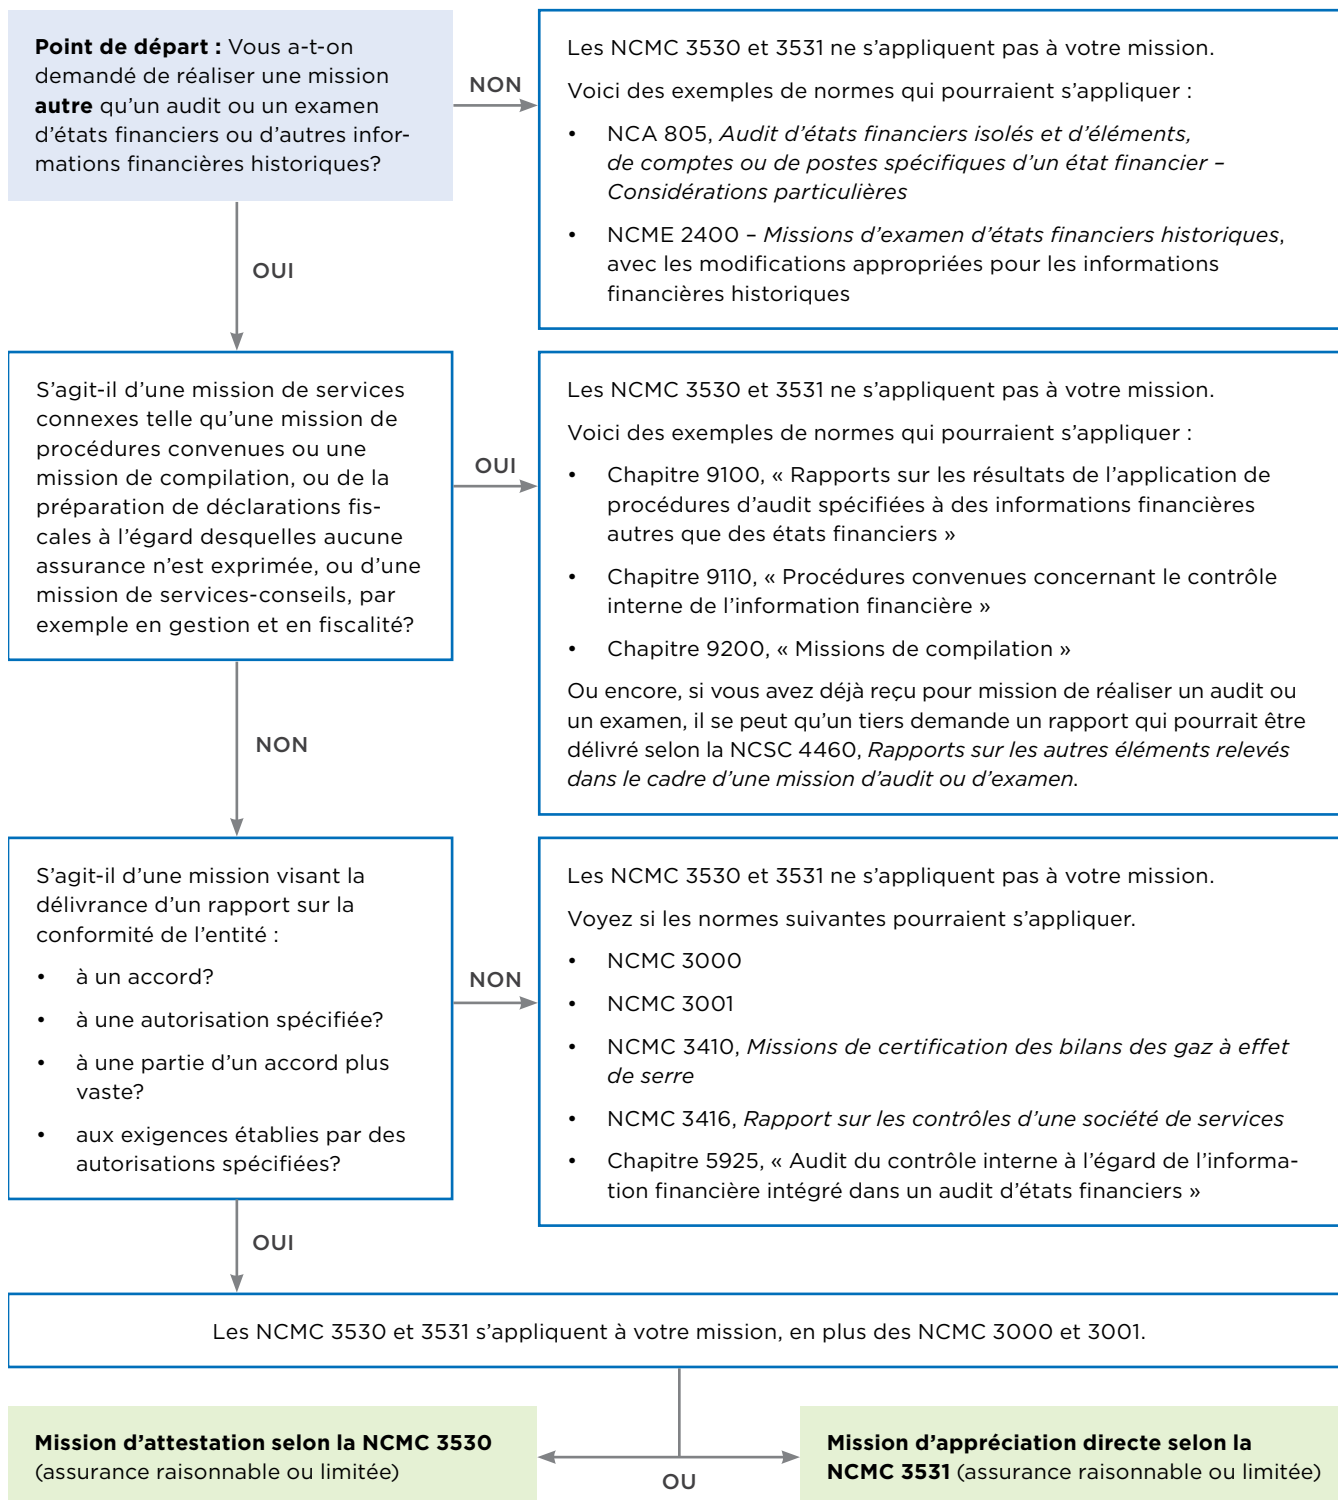 Point de départ : Vous a-t-on
demandé de réaliser une mission
autre qu’un audit ou un examen
d’états financiers ou d’autres infor-
mations financières historiques?
NON
Les NCMC 3530 et 3531 ne s’appliquent pas à votre mission.
Voici des exemples de normes qui pourraient s’appliquer :
• NCA 805, Audit d’états financiers isolés et d’éléments,
de comptes ou de postes spécifiques d’un état financier –
Considérations particulières
• NCME 2400 – Missions d’examen d’états financiers historiques,
avec les modifications appropriées pour les informations
financières historiques
OUI
S’agit-il d’une mission de services
connexes telle qu’une mission de
procédures convenues ou une
mission de compilation, ou de la
préparation de déclarations fis-
cales à l’égard desquelles aucune
assurance n’est exprimée, ou d’une
mission de services-conseils, par
exemple en gestion et en fiscalité?
OUI
Les NCMC 3530 et 3531 ne s’appliquent pas à votre mission.
Voici des exemples de normes qui pourraient s’appliquer :
• Chapitre 9100, « Rapports sur les résultats de l’application de
procédures d’audit spécifiées à des informations financières
autres que des états financiers »
• Chapitre 9110, « Procédures convenues concernant le contrôle
interne de l’information financière »
• Chapitre 9200, « Missions de compilation »
Ou encore, si vous avez déjà reçu pour mission de réaliser un audit ou
un examen, il se peut qu’un tiers demande un rapport qui pourrait être
délivré selon la NCSC 4460, Rapports sur les autres éléments relevés
dans le cadre d’une mission d’audit ou d’examen.
NON
S’agit-il d’une mission visant la
délivrance d’un rapport sur la
conformité de l’entité :
• à un accord?
• à une autorisation spécifiée?
• à une partie d’un accord plus
vaste?
• aux exigences établies par des
autorisations spécifiées?
NON
Les NCMC 3530 et 3531 ne s’appliquent pas à votre mission.
Voyez si les normes suivantes pourraient s’appliquer.
• NCMC 3000
• NCMC 3001
• NCMC 3410, Missions de certification des bilans des gaz à effet
de serre
• NCMC 3416, Rapport sur les contrôles d’une société de services
• Chapitre 5925, « Audit du contrôle interne à l’égard de l’informa-
tion financière intégré dans un audit d’états financiers »
OUI
Les NCMC 3530 et 3531 s’appliquent à votre mission, en plus des NCMC 3000 et 3001.
Mission d’attestation selon la NCMC 3530
(assurance raisonnable ou limitée)
OU
Mission d’appréciation directe selon la
NCMC 3531 (assurance raisonnable ou limitée)